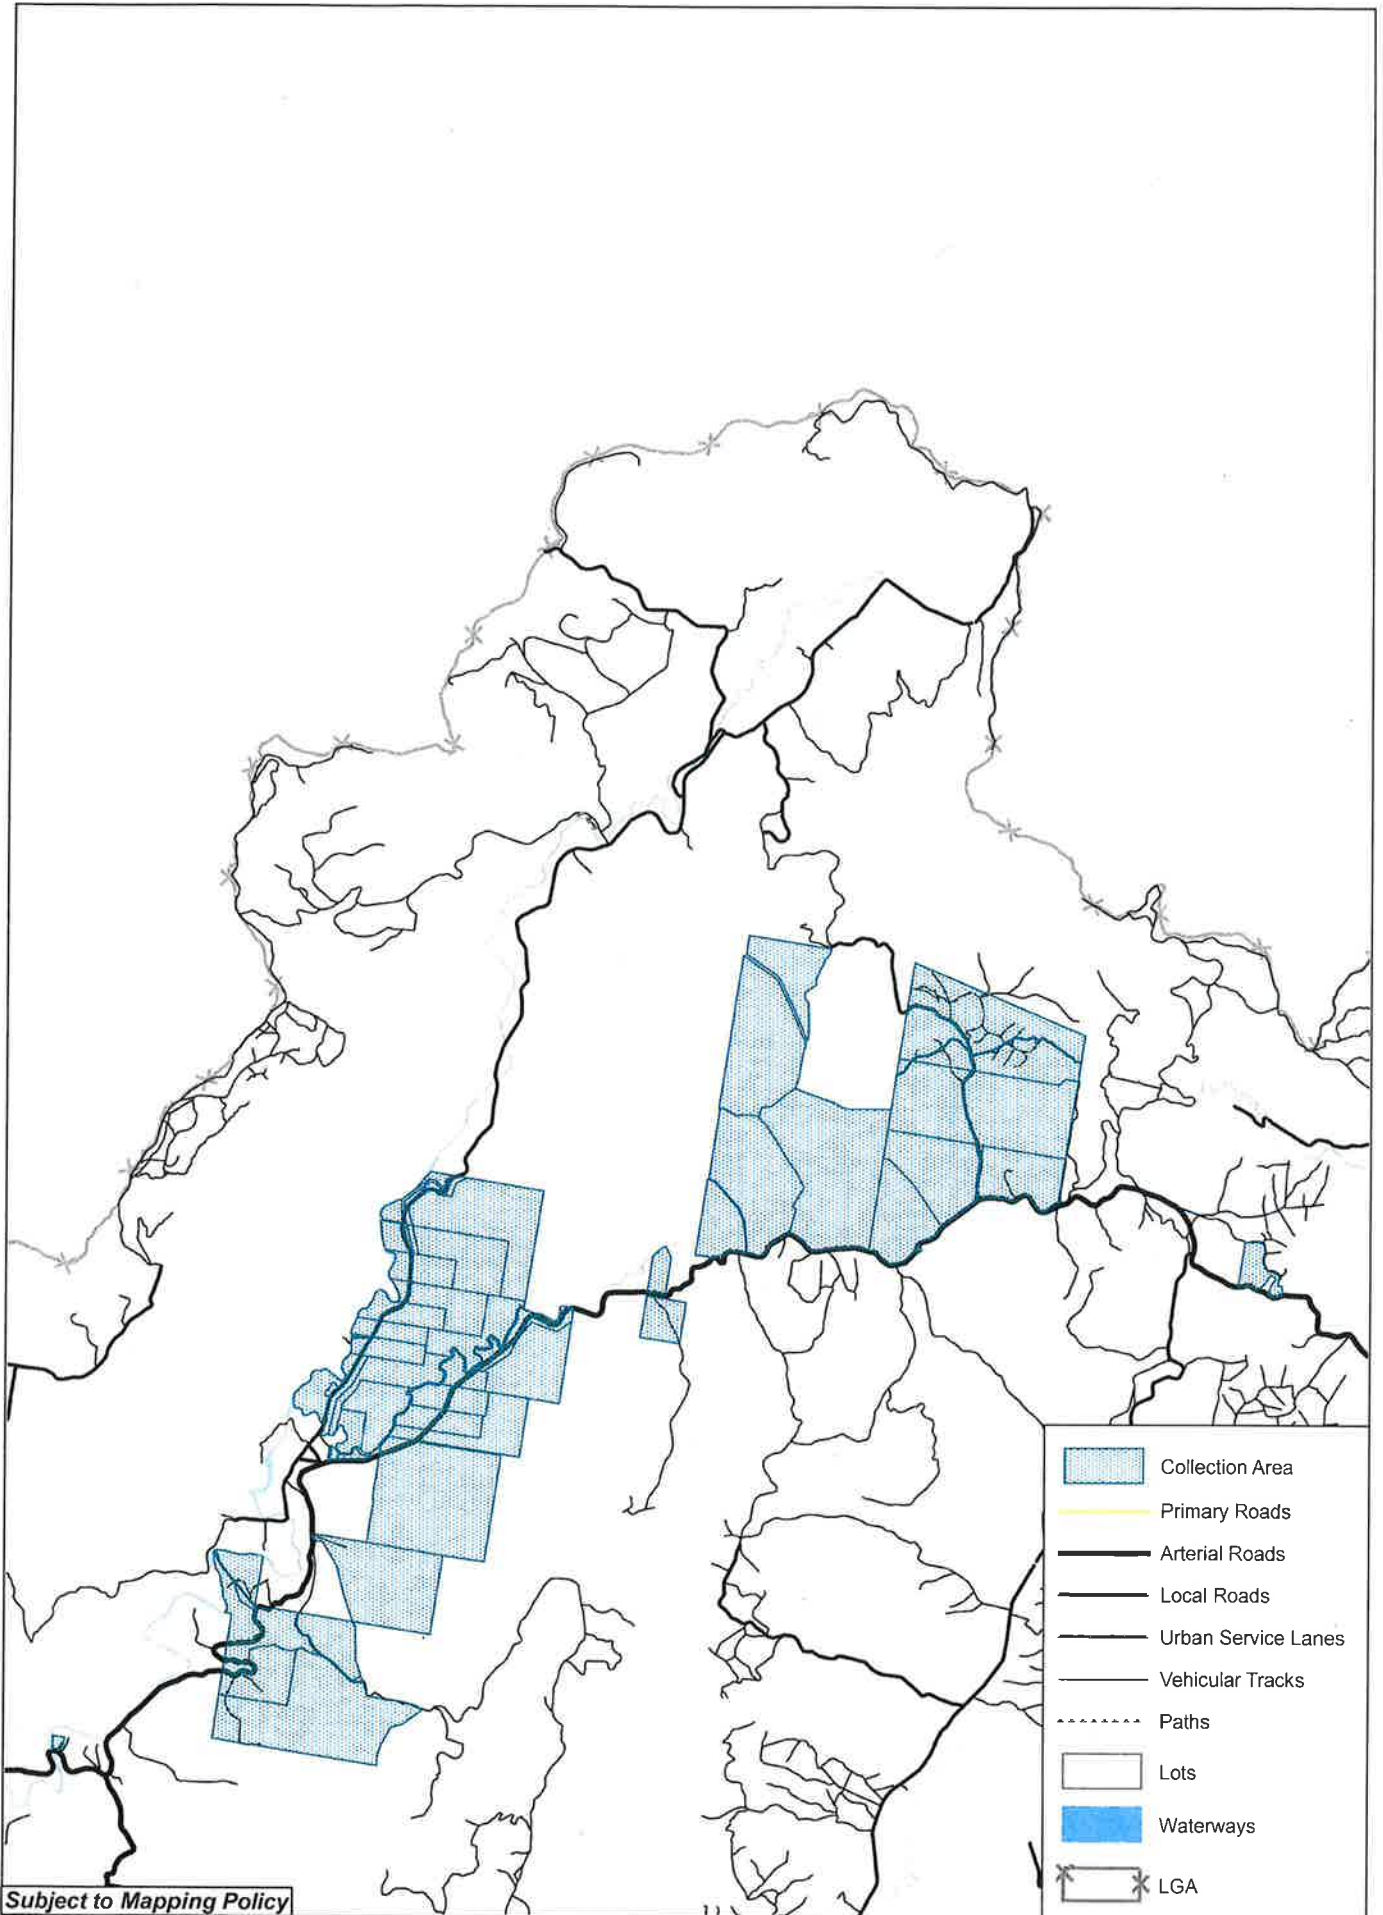 Collection Area
Primary Roads
Arterial Roads
Local Roads
Urban Service Lanes
Vehicular Tracks
Paths
Lots
Waterways
LGA
Subject to Mapping Policy